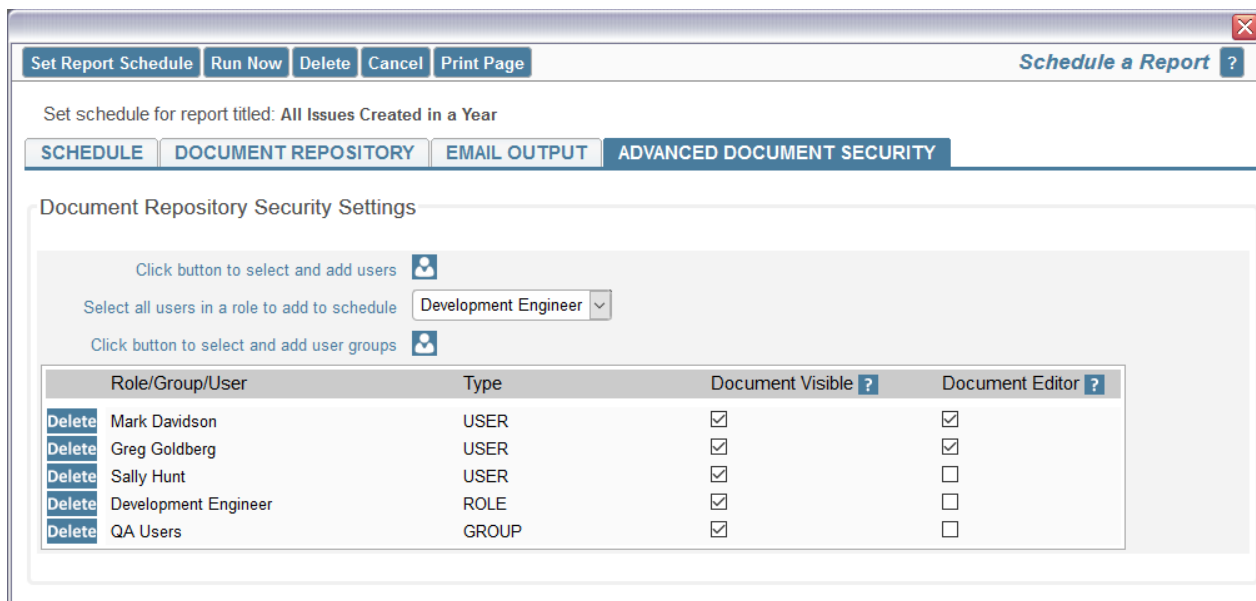 Set Report Schedule Run Now Delete Cancel Print Page Schedule a Report ?
Set schedule for report titled: All Issues Created in a Year
SCHEDULE DOCUMENT REPOSITORY EMAIL OUTPUT ADVANCED DOCUMENT SECURITY
Document Repository Security Settings
Click button to select and add users
Select all users in a role to add to schedule Development Engineer
Click button to select and add user groups
Role/Group/User Type Document Visible ? Document Editor ?
Delete Mark Davidson USER
Delete Greg Goldberg USER
Delete Sally Hunt USER
Delete Development Engineer ROLE
Delete QA Users GROUP